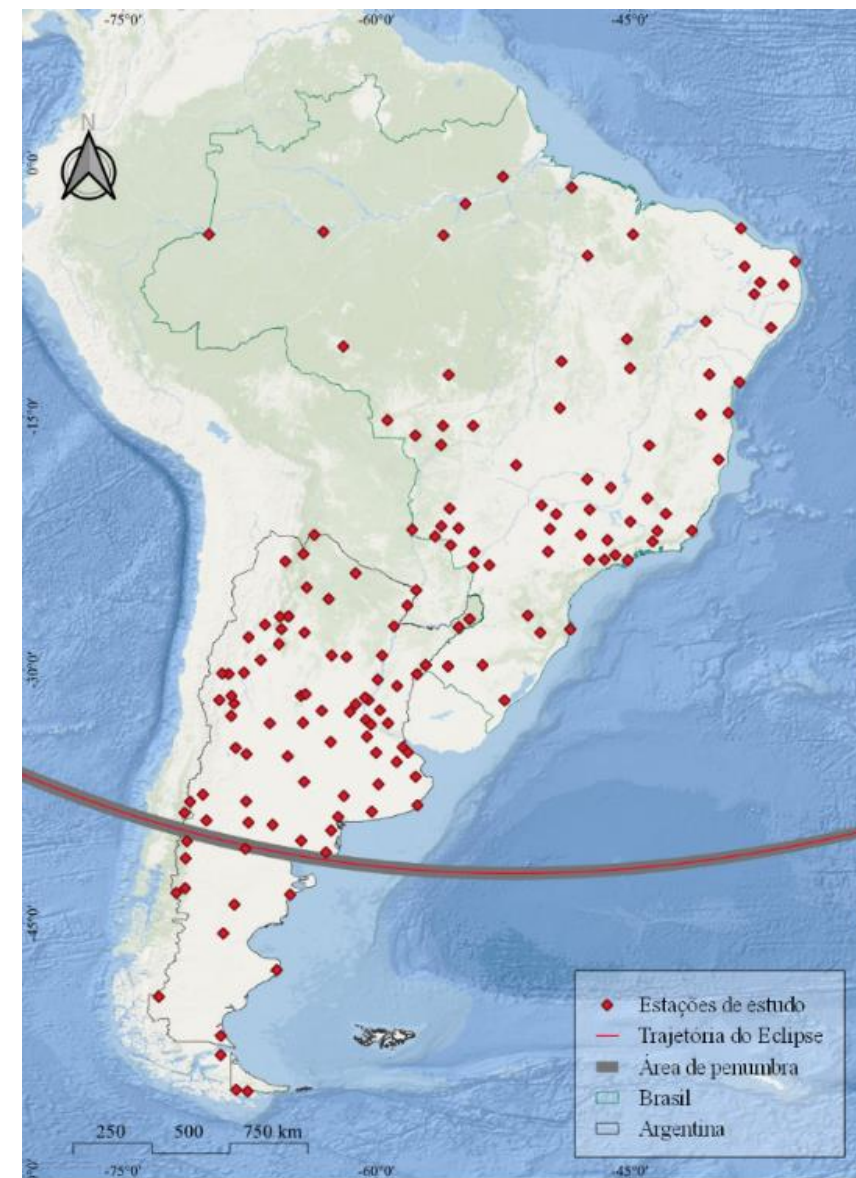 -75°0' -60°0' -45°0'
N
0°0'
-15°0'
-30°0'
-45°0'
Estações de estudo
Trajetória do Eclipse
Área de penumbra
Brasil
Argentina
250 500 750 km
-75°0' -60°0' -45°0'